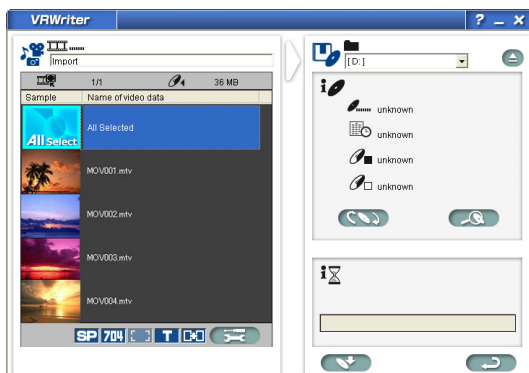 VRWriter
? _ X
Import
[D:]
1/1
36 MB
Sample
Name of video data
All Select
All Selected
MOV001.mtv
MOV002.mtv
MOV003.mtv
MOV004.mtv
SP 704 T
unknown
unknown
unknown
unknown